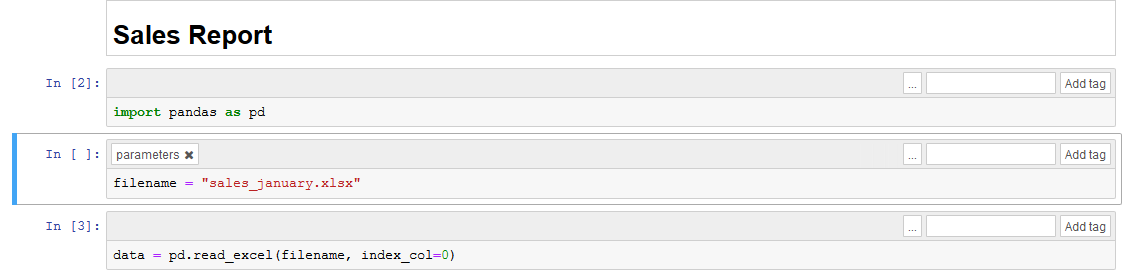 Sales Report
In [2]:
... Add tag
import pandas as pd
In [ ]:
parameters ✖ ... Add tag
filename = "sales_january.xlsx"
In [3]:
... Add tag
data = pd.read_excel(filename, index_col=0)